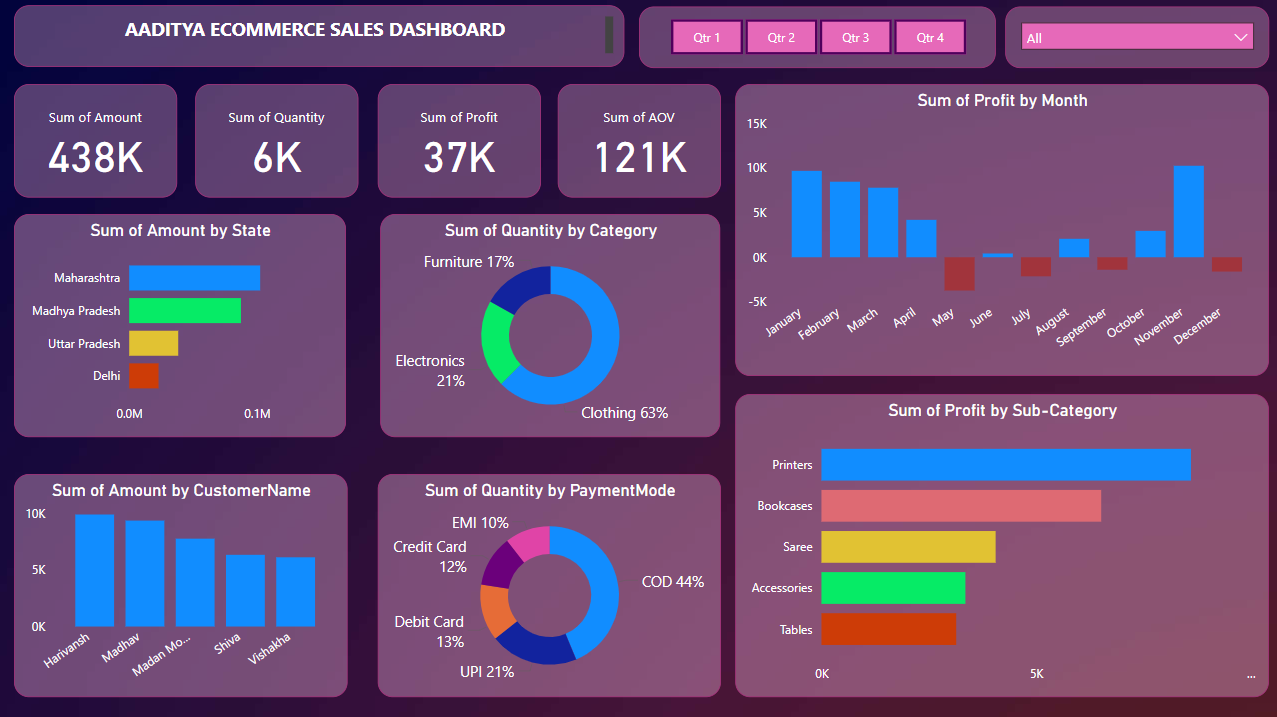 AADITYA ECOMMERCE SALES DASHBOARD
Qtr 1
Qtr 2
Qtr 3
Qtr 4
All
Sum of Amount
438K
Sum of Quantity
6K
Sum of Profit
37K
Sum of AOV
121K
Sum of Profit by Month
15K
10K
5K
0K
-5K
January
February
March
April
May
June
July
August
September
October
November
December
Sum of Amount by State
Maharashtra
Madhya Pradesh
Uttar Pradesh
Delhi
0.0M
0.1M
Sum of Quantity by Category
Furniture 17%
Electronics
21%
Clothing 63%
Sum of Profit by Sub-Category
Printers
Bookcases
Saree
Accessories
Tables
0K
5K
...
Sum of Amount by CustomerName
10K
5K
0K
Harivansh
Madhav
Madan Mo...
Shiva
Vishakha
Sum of Quantity by PaymentMode
EMI 10%
Credit Card
12%
Debit Card
13%
UPI 21%
COD 44%